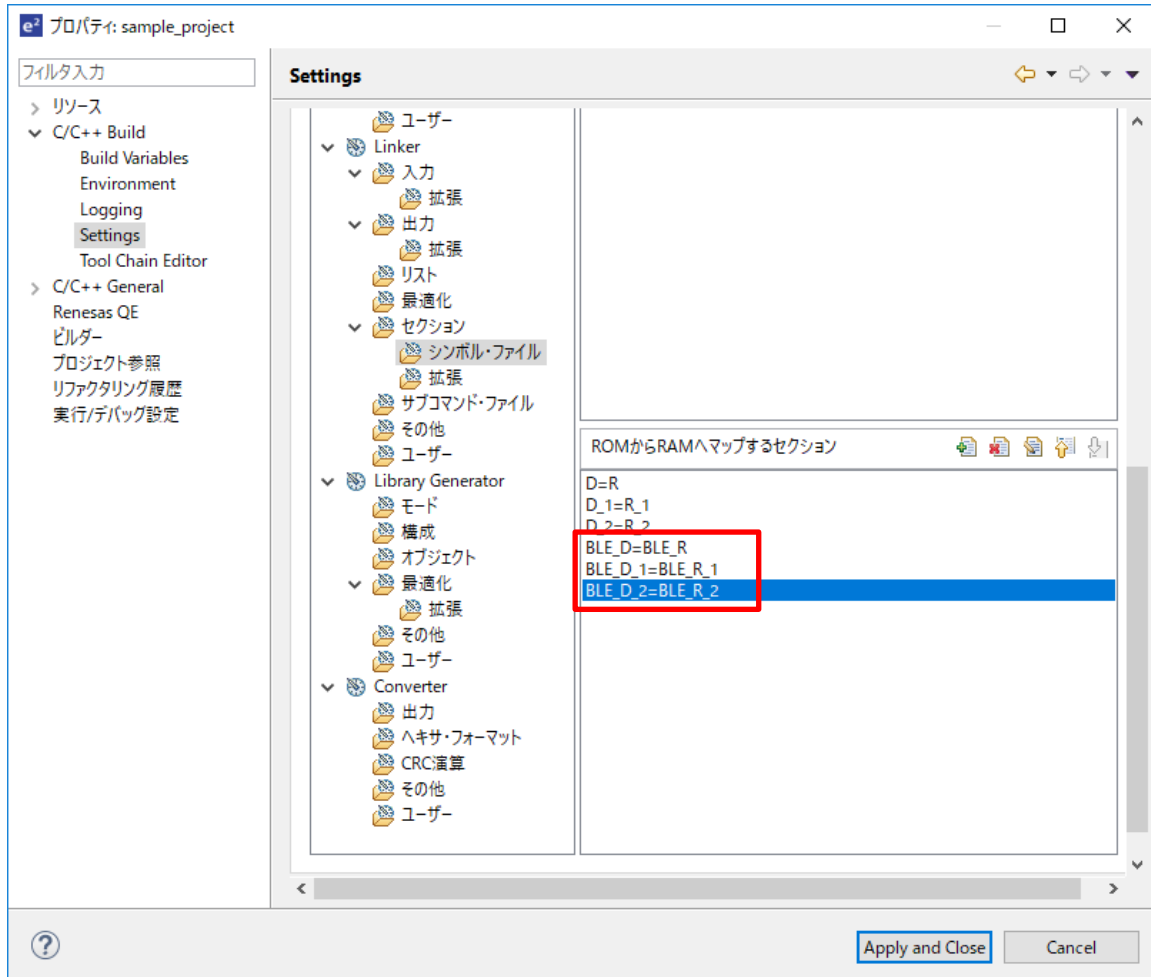 e² プロパティ: sample_project
フィルタ入力
リソース
C/C++ Build
Build Variables
Environment
Logging
Settings
Tool Chain Editor
C/C++ General
Renesas QE
ビルダー
プロジェクト参照
リファクタリング履歴
実行/デバッグ設定
Settings
ユーザー
Linker
入力
拡張
出力
拡張
リスト
最適化
セクション
シンボル・ファイル
拡張
サブコマンド・ファイル
その他
ユーザー
Library Generator
モード
構成
オブジェクト
最適化
拡張
その他
ユーザー
Converter
出力
ヘキサ・フォーマット
CRC演算
その他
ユーザー
ROMからRAMへマップするセクション
D=R
D_1=R_1
D_2=R_2
BLE_D=BLE_R
BLE_D_1=BLE_R_1
BLE_D_2=BLE_R_2
?
Apply and Close
Cancel